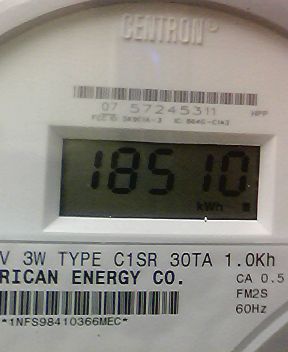 CENTRON®
07 57245311 HPP
18510
kWh
V 3W TYPE C1SR 30TA 1.0Kh
RICAN ENERGY CO. CA 0.5
FM2S
*1NFS98410366MEC* 60Hz